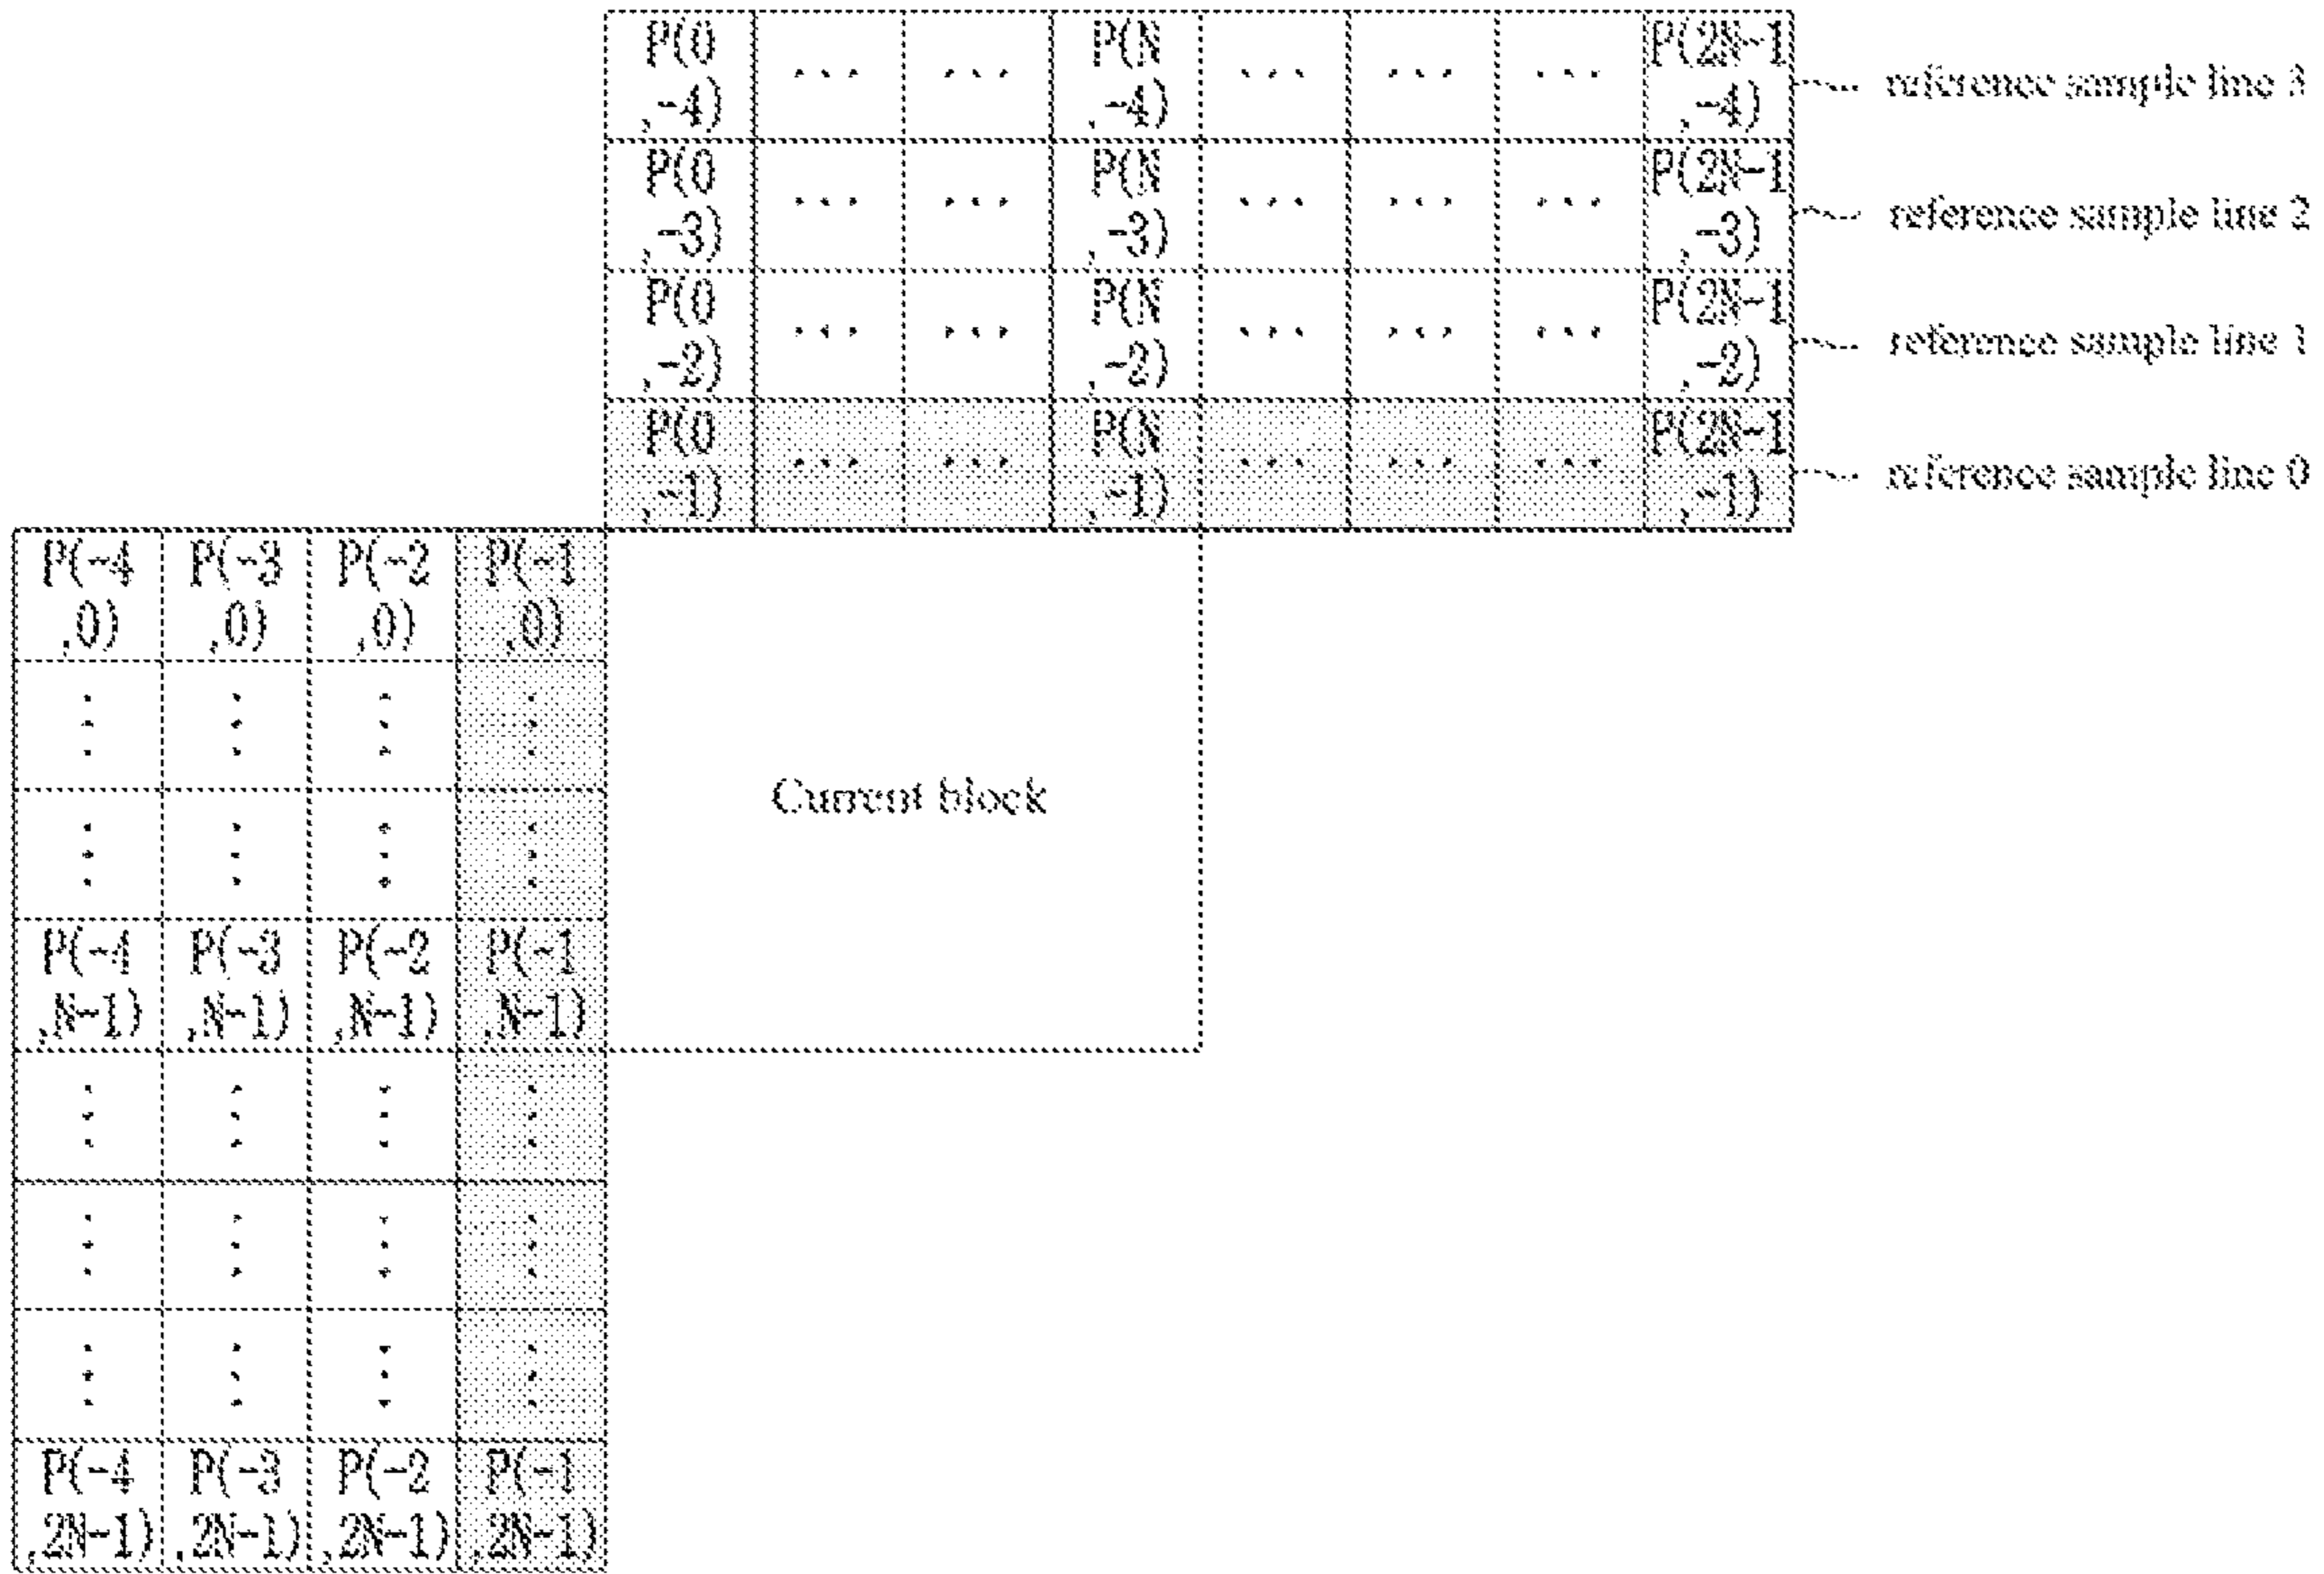 P(0 ,-4) ... ... P(N ,-4) ... ... ... P(2N-1 ,-4) reference sample line 3
P(0 ,-3) ... ... P(N ,-3) ... ... ... P(2N-1 ,-3) reference sample line 2
P(0 ,-2) ... ... P(N ,-2) ... ... ... P(2N-1 ,-2) reference sample line 1
P(0 ,-1) ... ... P(N ,-1) ... ... ... P(2N-1 ,-1) reference sample line 0
P(-4 ,0) P(-3 ,0) P(-2 ,0) P(-1 ,0)
Current block
P(-4 ,N-1) P(-3 ,N-1) P(-2 ,N-1) P(-1 ,N-1)
P(-4 ,2N-1) P(-3 ,2N-1) P(-2 ,2N-1) P(-1 ,2N-1)